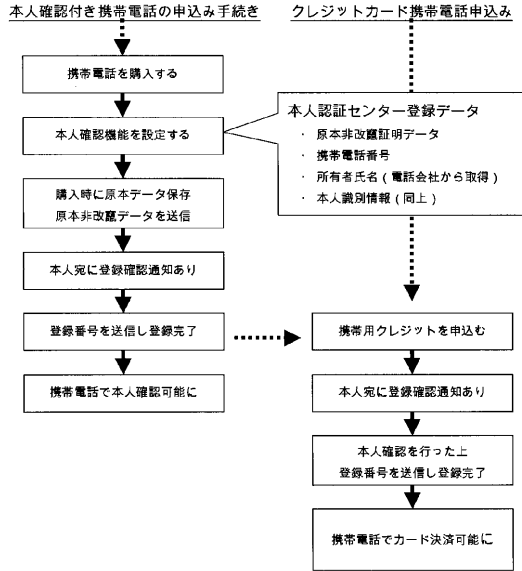 本人確認付き携帯電話の申込み手続き
携帯電話を購入する
本人確認機能を設定する
購入時に原本データ保存
原本非改竄データを送信
本人宛に登録確認通知あり
登録番号を送信し登録完了
携帯電話で本人確認可能に
クレジットカード携帯電話申込み
本人認証センター登録データ
・ 原本非改竄証明データ
・ 携帯電話番号
・ 所有者氏名(電話会社から取得)
・ 本人識別情報(同上)
携帯用クレジットを申込む
本人宛に登録確認通知あり
本人確認を行った上
登録番号を送信し登録完了
携帯電話でカード決済可能に